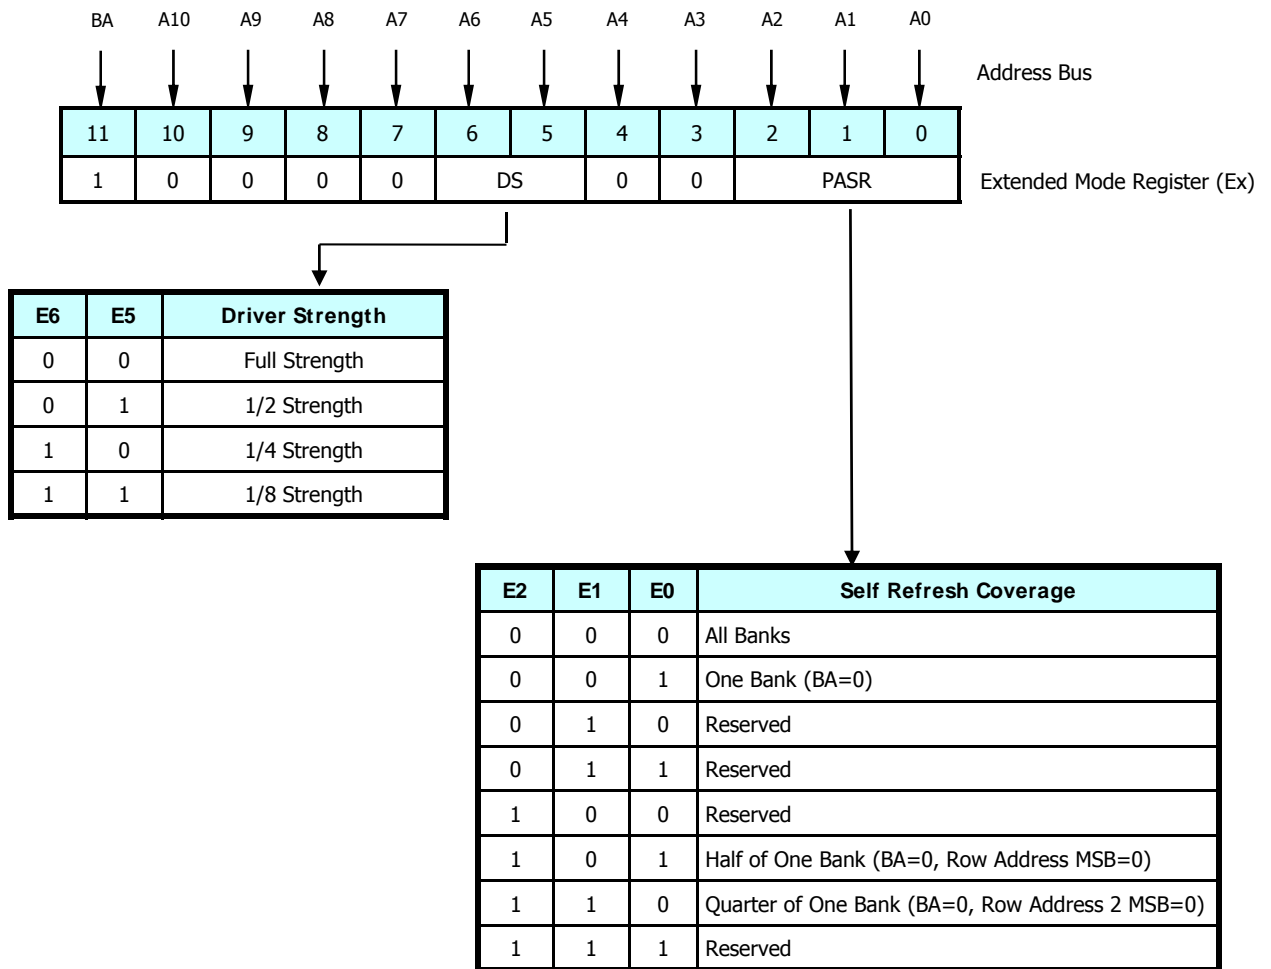 BA A10 A9 A8 A7 A6 A5 A4 A3 A2 A1 A0
Address Bus
11 10 9 8 7 6 5 4 3 2 1 0
1 0 0 0 0 DS 0 0 PASR
Extended Mode Register (Ex)
E6 E5 Driver Strength
0 0 Full Strength
0 1 1/2 Strength
1 0 1/4 Strength
1 1 1/8 Strength
E2 E1 E0 Self Refresh Coverage
0 0 0 All Banks
0 0 1 One Bank (BA=0)
0 1 0 Reserved
0 1 1 Reserved
1 0 0 Reserved
1 0 1 Half of One Bank (BA=0, Row Address MSB=0)
1 1 0 Quarter of One Bank (BA=0, Row Address 2 MSB=0)
1 1 1 Reserved